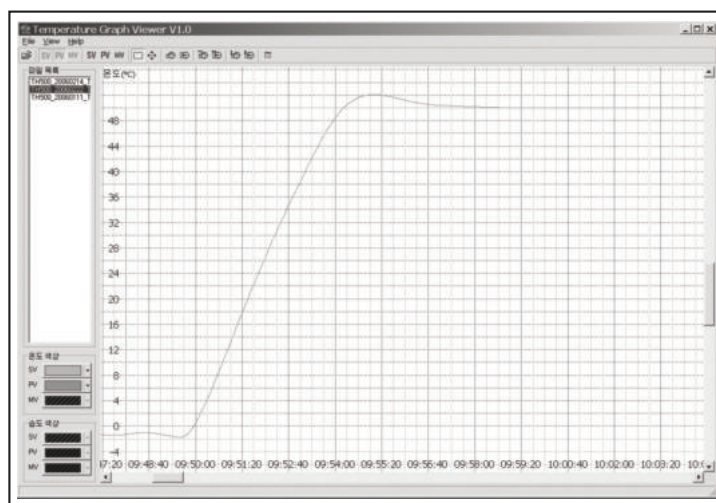 Temperature Graph Viewer V1.0
File View Help
SV PV MV SV PV MV
파일 목록
TH500_20060214_T
TH500_20060111_T
온도(℃)
48
44
40
36
32
28
24
20
16
12
8
4
0
-4
온도 색상
SV
PV
MV
습도 색상
SV
PV
MV
09:48:40 09:50:00 09:51:20 09:52:40 09:54:00 09:55:20 09:56:40 09:58:00 09:59:20 10:00:40 10:02:00 10:03:20